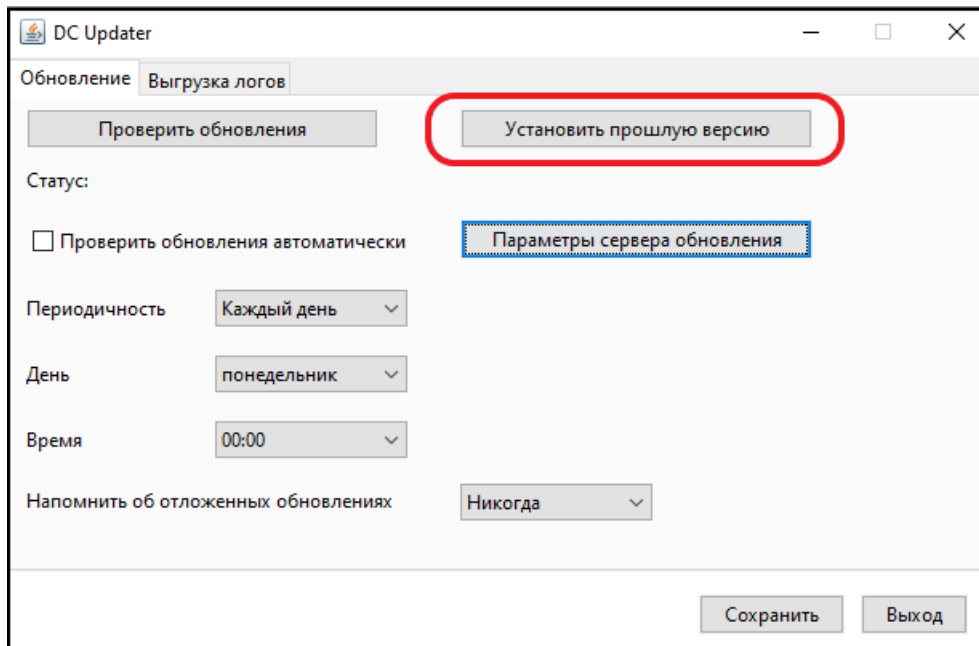 DC Updater
Обновление Выгрузка логов
Проверить обновления Установить прошлую версию
Статус:
Проверить обновления автоматически Параметры сервера обновления
Периодичность Каждый день
День понедельник
Время 00:00
Напомнить об отложенных обновлениях Никогда
Сохранить Выход